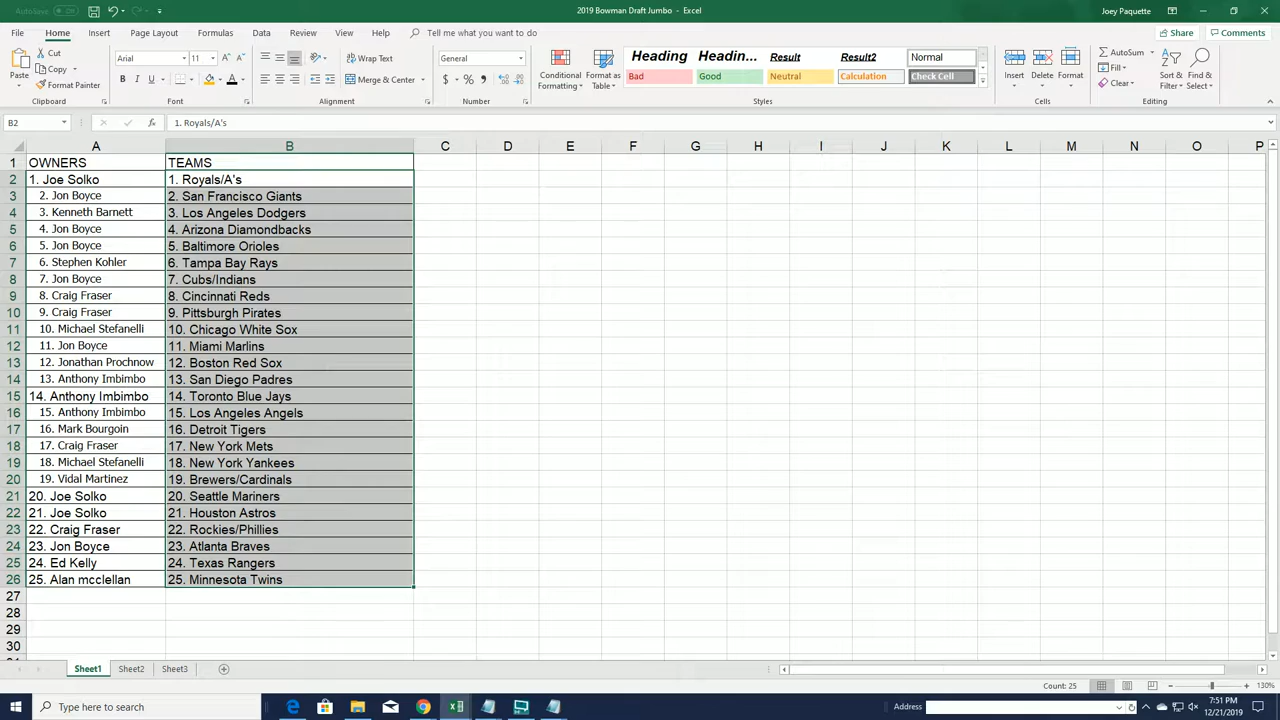 AutoSave Off 2019 Bowman Draft Jumbo - Excel Joey Paquette
File Home Insert Page Layout Formulas Data Review View Help Tell me what you want to do Share Comments
Paste Cut Copy Format Painter Clipboard
Arial 11 B I U Font
Wrap Text Merge & Center Alignment
General $ % Number
Conditional Formatting Format as Table
Heading Headin... Result Result2 Normal
Bad Good Neutral Calculation Check Cell
Styles
Insert Delete Format Cells
AutoSum Fill Clear Sort & Filter Find & Select Editing
B2 fx 1. Royals/A's
A B C D E F G H I J K L M N O P
1 OWNERS TEAMS
2 1. Joe Solko 1. Royals/A's
3 2. Jon Boyce 2. San Francisco Giants
4 3. Kenneth Barnett 3. Los Angeles Dodgers
5 4. Jon Boyce 4. Arizona Diamondbacks
6 5. Jon Boyce 5. Baltimore Orioles
7 6. Stephen Kohler 6. Tampa Bay Rays
8 7. Jon Boyce 7. Cubs/Indians
9 8. Craig Fraser 8. Cincinnati Reds
10 9. Craig Fraser 9. Pittsburgh Pirates
11 10. Michael Stefanelli 10. Chicago White Sox
12 11. Jon Boyce 11. Miami Marlins
13 12. Jonathan Prochnow 12. Boston Red Sox
14 13. Anthony Imbimbo 13. San Diego Padres
15 14. Anthony Imbimbo 14. Toronto Blue Jays
16 15. Anthony Imbimbo 15. Los Angeles Angels
17 16. Mark Bourgoin 16. Detroit Tigers
18 17. Craig Fraser 17. New York Mets
19 18. Michael Stefanelli 18. New York Yankees
20 19. Vidal Martinez 19. Brewers/Cardinals
21 20. Joe Solko 20. Seattle Mariners
22 21. Joe Solko 21. Houston Astros
23 22. Craig Fraser 22. Rockies/Phillies
24 23. Jon Boyce 23. Atlanta Braves
25 24. Ed Kelly 24. Texas Rangers
26 25. Alan mcclellan 25. Minnesota Twins
27
28
29
30
Sheet1 Sheet2 Sheet3
Count: 25 130%
Type here to search Address 7:51 PM
12/21/2019